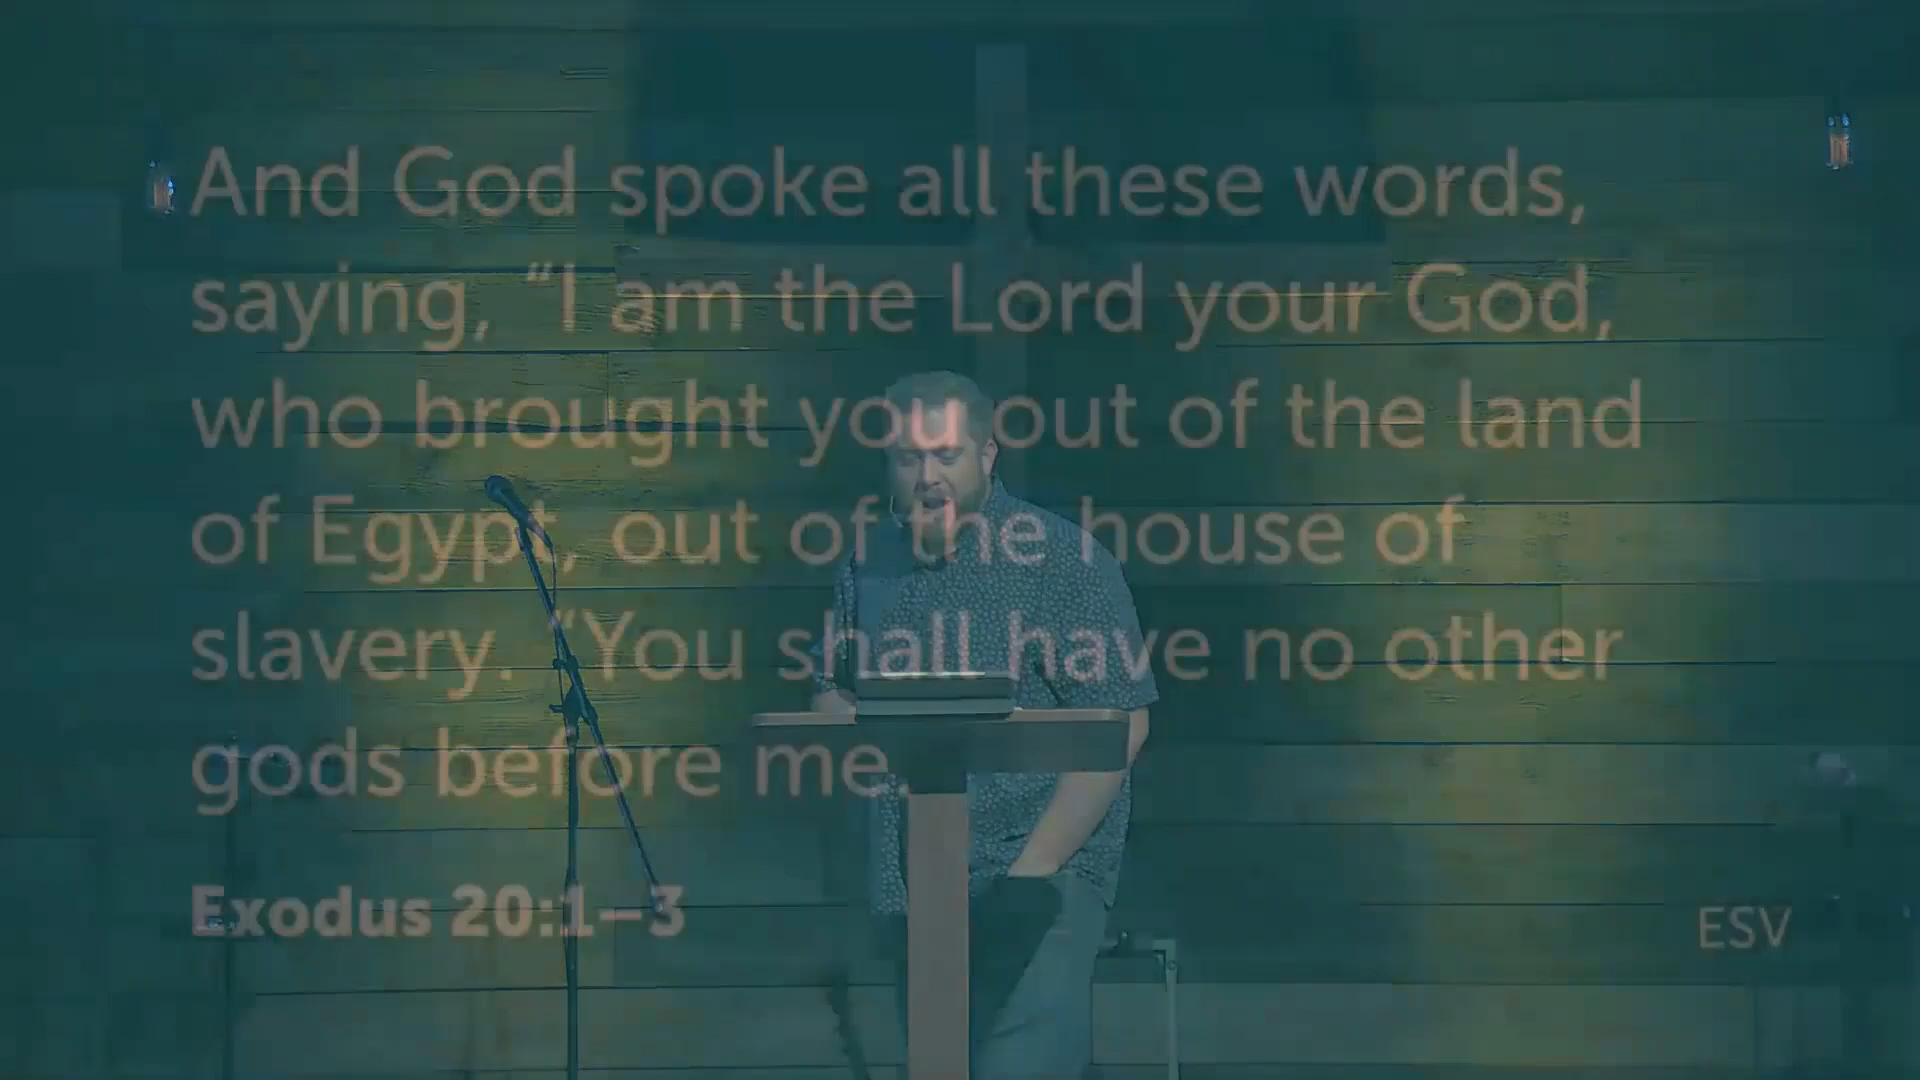 And God spoke all these words,
saying, “I am the Lord your God,
who brought you out of the land
of Egypt, out of the house of
slavery. “You shall have no other
gods before me.
Exodus 20:1–3
ESV